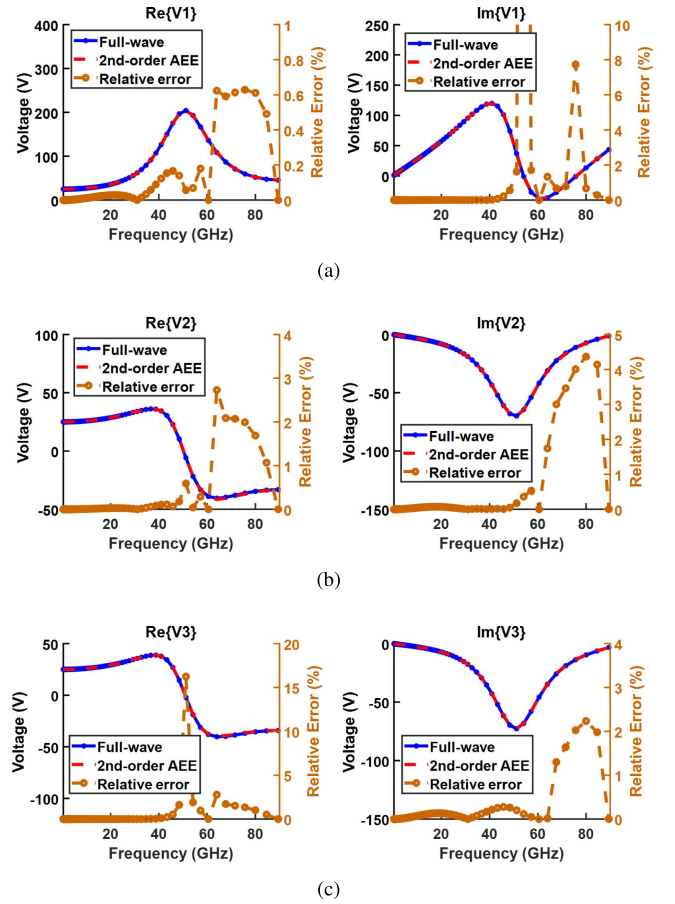 Re{V1}
400
300
200
100
0
Voltage (V)
Full-wave
2nd-order AEE
Relative error
1
0.8
0.6
0.4
0.2
0
Relative Error (%)
20 40 60 80
Frequency (GHz)
Im{V1}
250
200
150
100
50
0
Voltage (V)
Full-wave
2nd-order AEE
Relative error
10
8
6
4
2
0
Relative Error (%)
20 40 60 80
Frequency (GHz)
(a)
Re{V2}
100
50
0
-50
Voltage (V)
Full-wave
2nd-order AEE
Relative error
4
3
2
1
0
Relative Error (%)
20 40 60 80
Frequency (GHz)
Im{V2}
0
-50
-100
-150
Voltage (V)
Full-wave
2nd-order AEE
Relative error
5
4
3
2
1
0
Relative Error (%)
20 40 60 80
Frequency (GHz)
(b)
Re{V3}
50
0
-50
-100
Voltage (V)
Full-wave
2nd-order AEE
Relative error
20
15
10
5
0
Relative Error (%)
20 40 60 80
Frequency (GHz)
Im{V3}
0
-50
-100
-150
Voltage (V)
Full-wave
2nd-order AEE
Relative error
4
3
2
1
0
Relative Error (%)
20 40 60 80
Frequency (GHz)
(c)